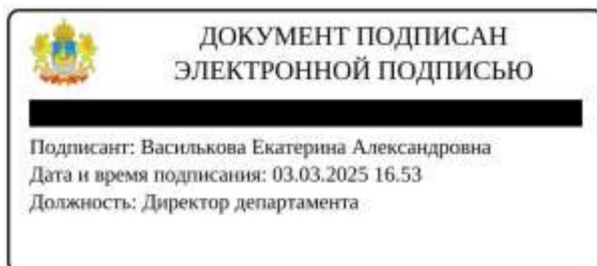 ДОКУМЕНТ ПОДПИСАН
ЭЛЕКТРОННОЙ ПОДПИСЬЮ
Подписант: Василькова Екатерина Александровна
Дата и время подписания: 03.03.2025 16.53
Должность: Директор департамента